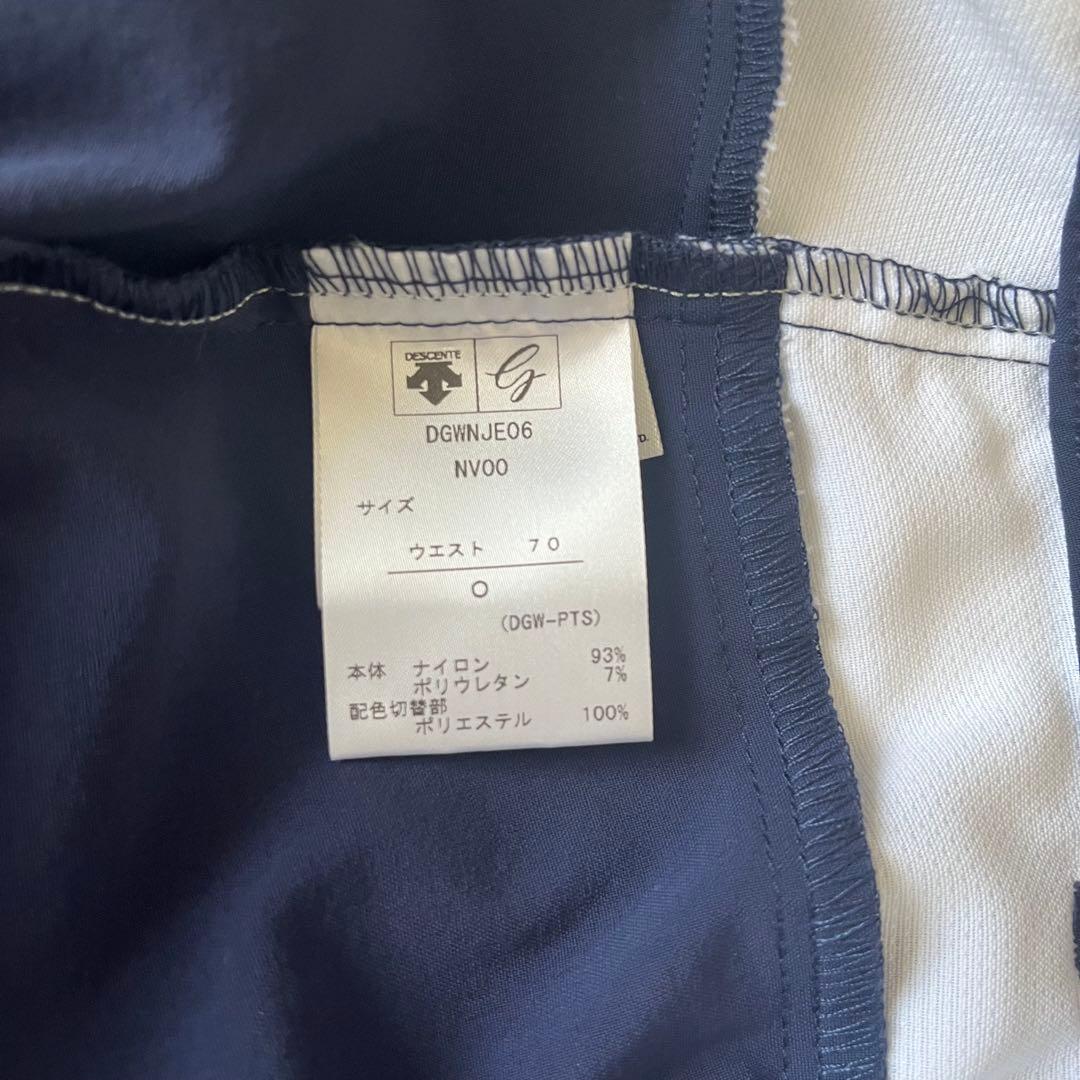 DESCENTE
DGWNJE06
NV00
サイズ
ウエスト 70
O
(DGW-PTS)
本体 ナイロン 93%
ポリウレタン 7%
配色切替部
ポリエステル 100%
D.